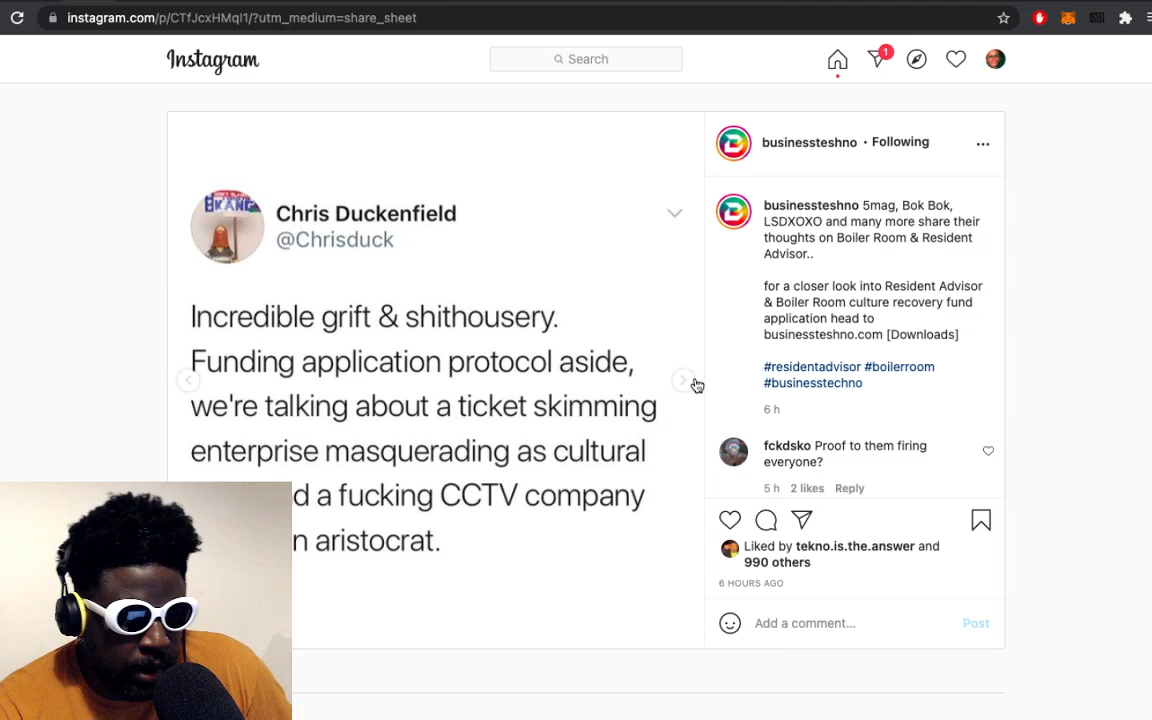 instagram.com/p/CTfJcxHMqI1/?utm_medium=share_sheet
Instagram
Search
1
Chris Duckenfield
@Chrisduck
Incredible grift & shithousery.
Funding application protocol aside,
we're talking about a ticket skimming
enterprise masquerading as cultural
d a fucking CCTV company
n aristocrat.
businessteshno • Following
businessteshno 5mag, Bok Bok,
LSDXOXO and many more share their
thoughts on Boiler Room & Resident
Advisor..
for a closer look into Resident Advisor
& Boiler Room culture recovery fund
application head to
businessteshno.com [Downloads]
#residentadvisor #boilerroom
#businesstechno
6 h
fckdsko Proof to them firing
everyone?
5 h 2 likes Reply
Liked by tekno.is.the.answer and
990 others
6 HOURS AGO
Add a comment... Post